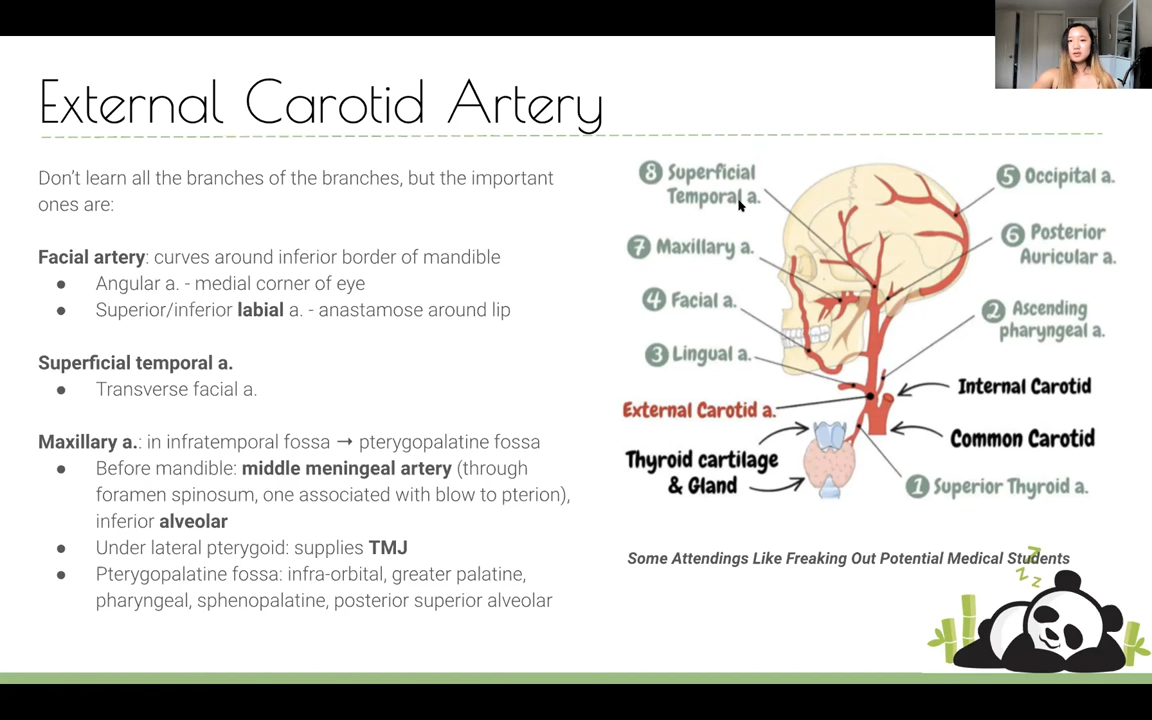 External Carotid Artery
Don't learn all the branches of the branches, but the important
ones are:
Facial artery: curves around inferior border of mandible
● Angular a. - medial corner of eye
● Superior/inferior labial a. - anastamose around lip
Superficial temporal a.
● Transverse facial a.
Maxillary a.: in infratemporal fossa → pterygopalatine fossa
● Before mandible: middle meningeal artery (through
foramen spinosum, one associated with blow to pterion),
inferior alveolar
● Under lateral pterygoid: supplies TMJ
● Pterygopalatine fossa: infra-orbital, greater palatine,
pharyngeal, sphenopalatine, posterior superior alveolar
8 Superficial
Temporal a.
7 Maxillary a.
4 Facial a.
3 Lingual a.
External Carotid a.
Thyroid cartilage
& Gland
5 Occipital a.
6 Posterior
Auricular a.
2 Ascending
pharyngeal a.
Internal Carotid
Common Carotid
1 Superior Thyroid a.
Some Attendings Like Freaking Out Potential Medical Students
z
z
z